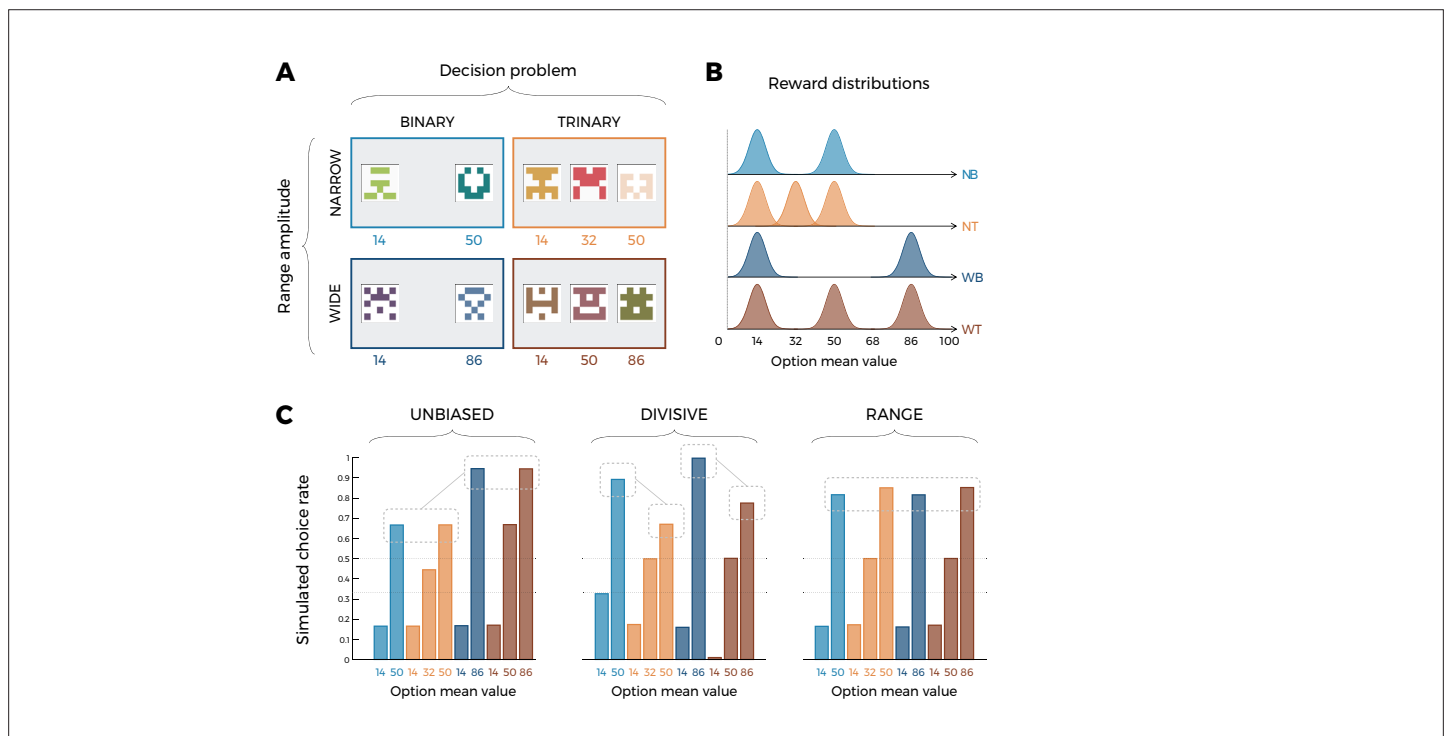 A
Decision problem
BINARY
TRINARY
Range amplitude
NARROW
14
50
14
32
50
WIDE
14
86
14
50
86
B
Reward distributions
NB
NT
WB
WT
0 14 32 50 68 86 100
Option mean value
C
UNBIASED
DIVISIVE
RANGE
Simulated choice rate
1
0.9
0.8
0.7
0.6
0.5
0.4
0.3
0.2
0.1
0
14 50 14 32 50 14 86 14 50 86
14 50 14 32 50 14 86 14 50 86
14 50 14 32 50 14 86 14 50 86
Option mean value
Option mean value
Option mean value